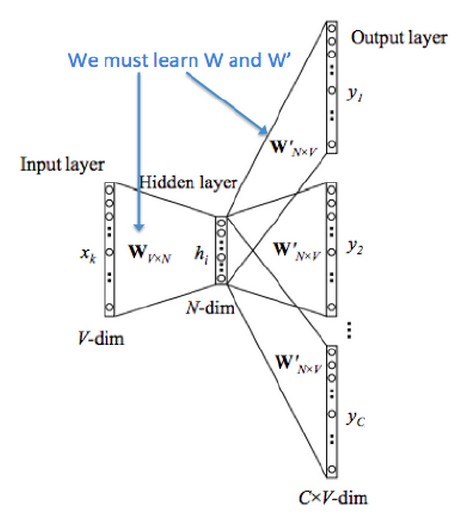 Output layer
We must learn W and W'
y1
W'N×V
Input layer
Hidden layer
xk
WV×N
hi
W'N×V
y2
N-dim
V-dim
W'N×V
yC
C×V-dim